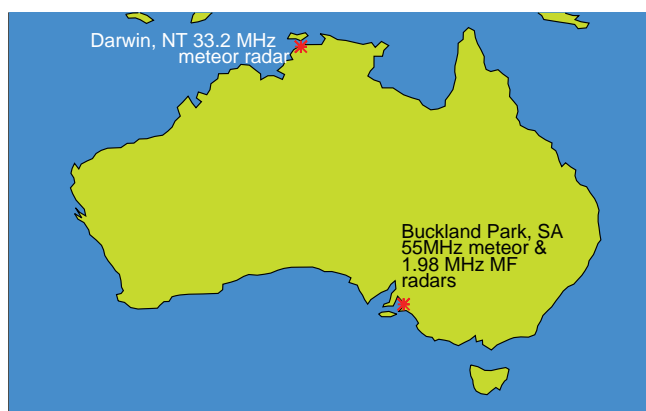 Darwin, NT 33.2 MHz
meteor radar
Buckland Park, SA
55MHz meteor &
1.98 MHz MF
radars